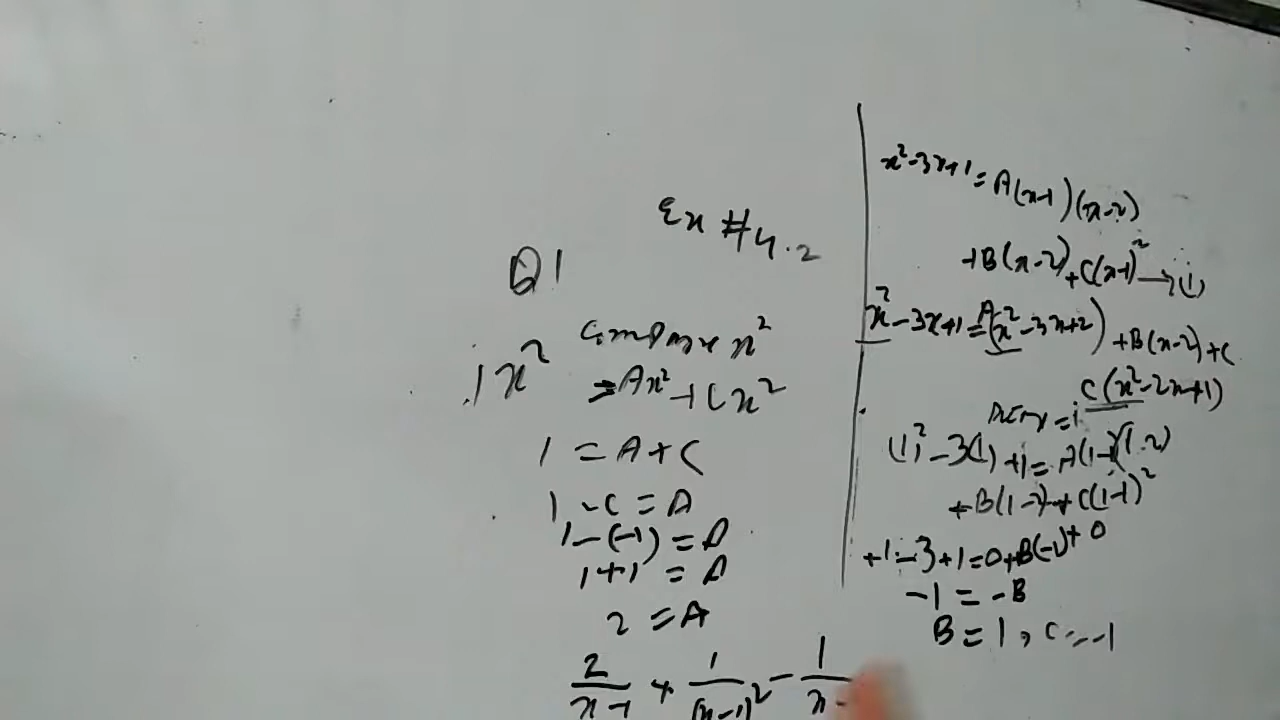 Ex #4.2
Q1
Compare x²
1x² = Ax² + Cx²
1 = A+C
1 - C = A
1-(-1) = A
1+1 = A
2 = A
2/(x-1) + 1/(x-1)² - 1/x-
x²-3x+1 = A(x-1)(x-2)
+B(x-2)+C(x-1)² → (i)
x²-3x+1 = A(x²-3x+2) +B(x-2)+C
C(x²-2x+1)
(1)²-3(1)+1 = A(1-1)(1-2)
+B(1-2)+C(1-1)²
+1-3+1=0+B(-1)+0
-1 = -B
B = 1, C = -1